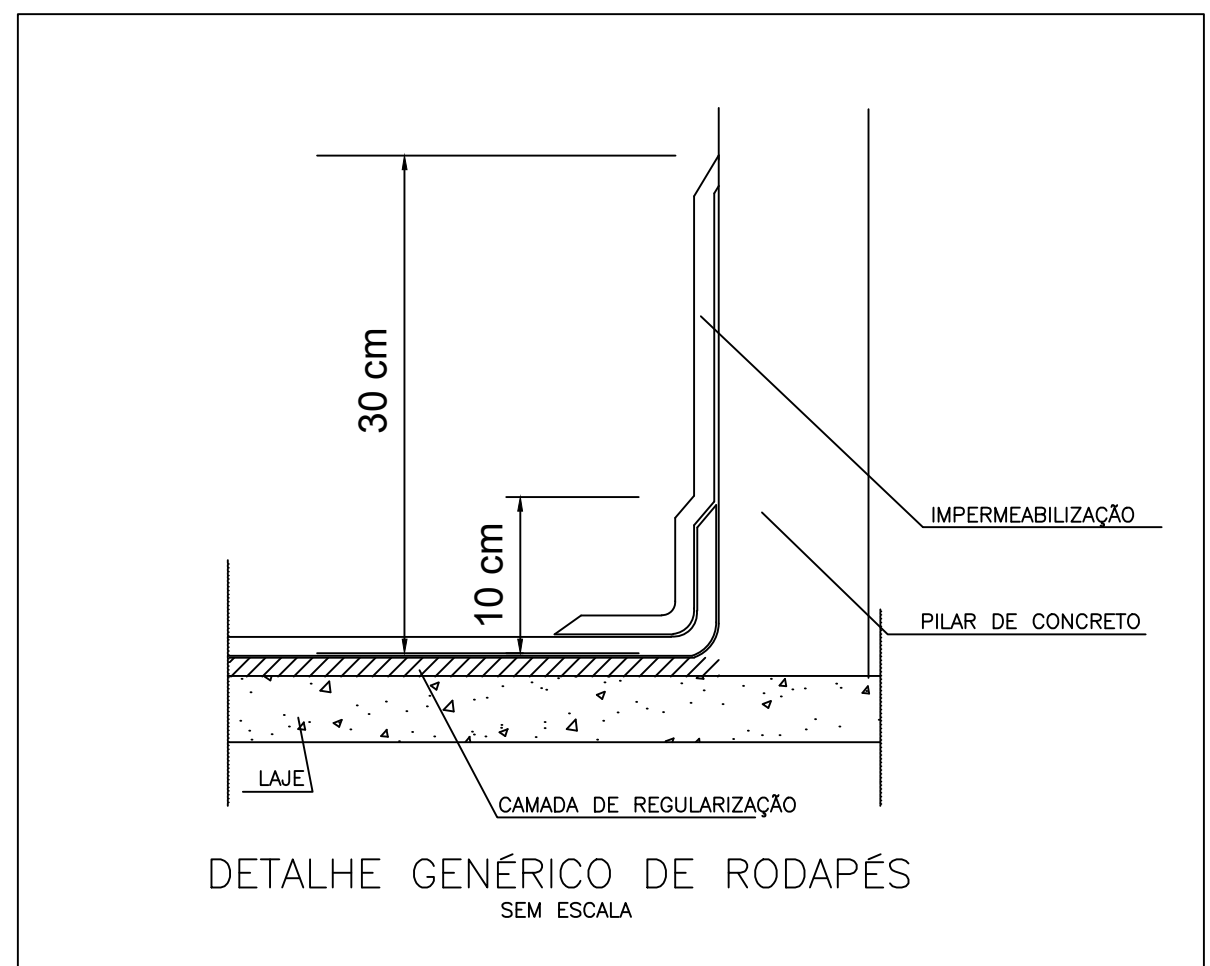 30 cm
10 cm
IMPERMEABILIZAÇÃO
PILAR DE CONCRETO
LAJE
CAMADA DE REGULARIZAÇÃO
DETALHE GENÉRICO DE RODAPÉS
SEM ESCALA